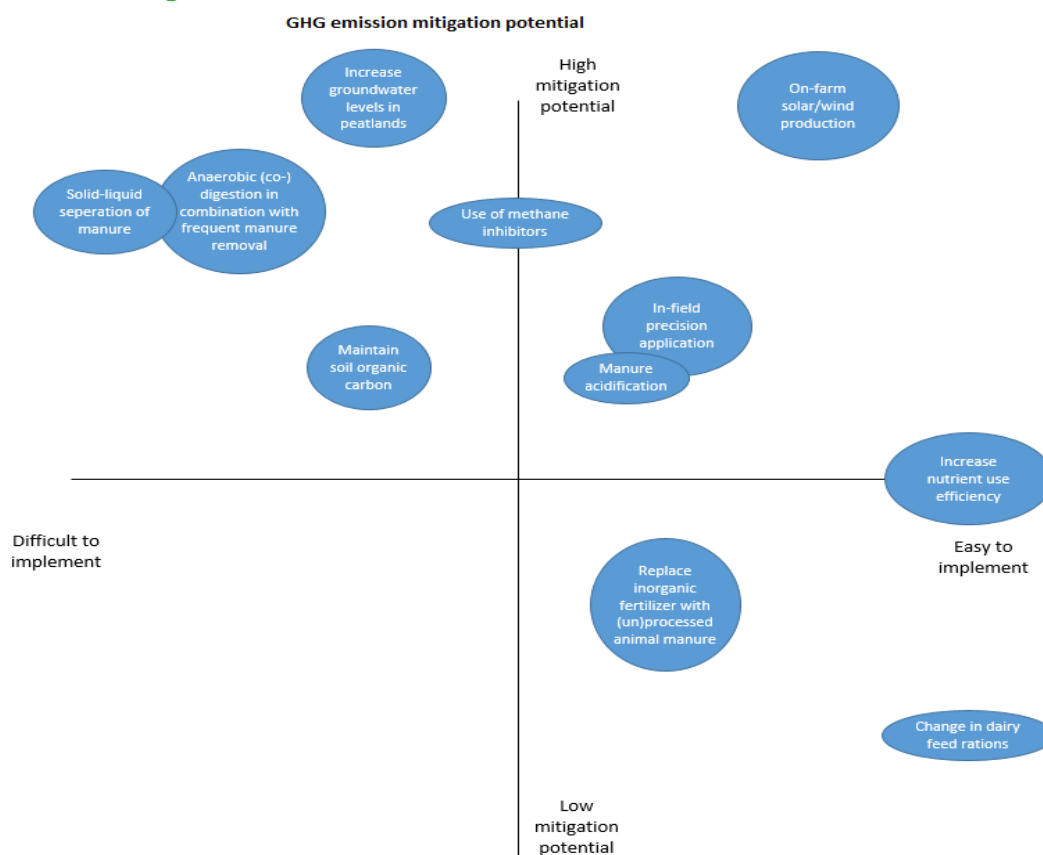 GHG emission mitigation potential
Increase
groundwater
levels in
peatlands
High
mitigation
potential
On-farm
solar/wind
production
Solid-liquid
seperation of
manure
Anaerobic (co-)
digestion in
combination with
frequent manure
removal
Use of methane
inhibitors
In-field
precision
application
Maintain
soil organic
carbon
Manure
acidification
Increase
nutrient use
efficiency
Difficult to
implement
Easy to
implement
Replace
inorganic
fertilizer with
(un)processed
animal manure
Change in dairy
feed rations
Low
mitigation
potential